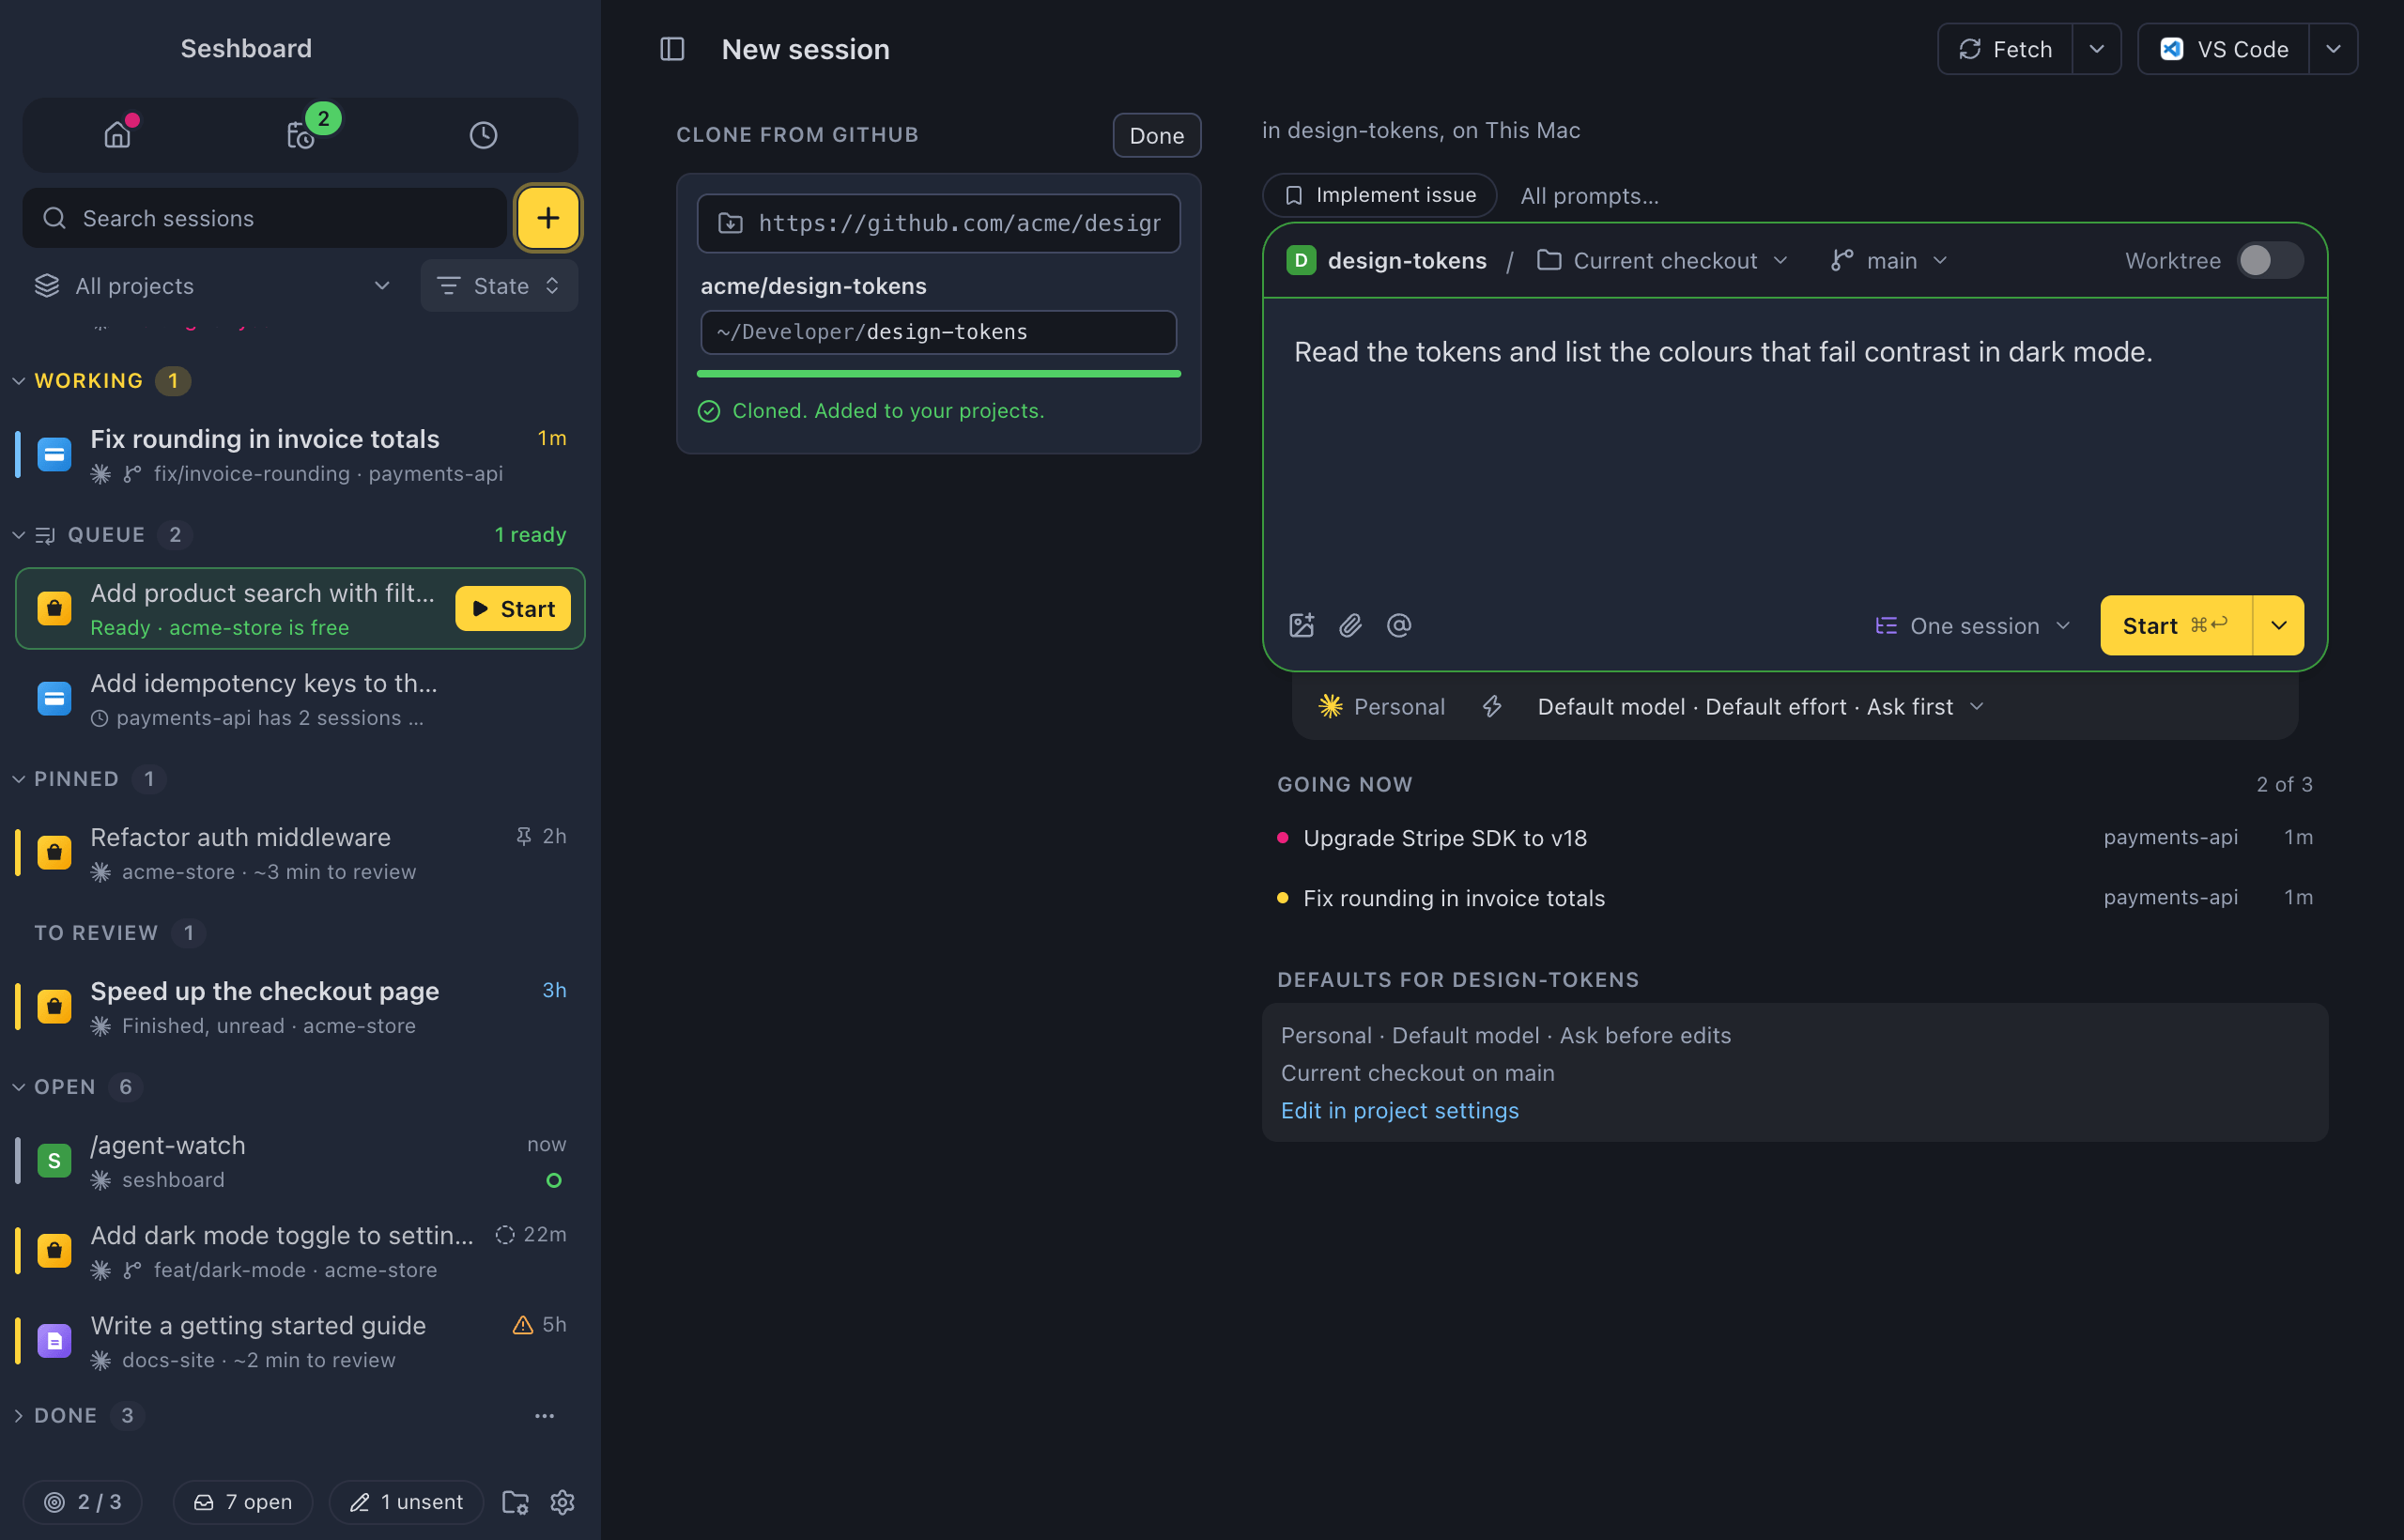 Seshboard
2
Search sessions
All projects
State
WORKING 1
Fix rounding in invoice totals 1m
fix/invoice-rounding · payments-api
QUEUE 2 1 ready
Add product search with filt...
Ready · acme-store is free
Start
Add idempotency keys to th...
payments-api has 2 sessions ...
PINNED 1
Refactor auth middleware 2h
acme-store · ~3 min to review
TO REVIEW 1
Speed up the checkout page 3h
Finished, unread · acme-store
OPEN 6
S
/agent-watch now
seshboard
Add dark mode toggle to settin... 22m
feat/dark-mode · acme-store
Write a getting started guide 5h
docs-site · ~2 min to review
DONE 3
2 / 3
7 open
1 unsent
New session
Fetch
VS Code
CLONE FROM GITHUB
Done
https://github.com/acme/design
acme/design-tokens
~/Developer/design-tokens
Cloned. Added to your projects.
in design-tokens, on This Mac
Implement issue
All prompts...
D design-tokens / Current checkout main Worktree
Read the tokens and list the colours that fail contrast in dark mode.
One session
Start ⌘↩
Personal Default model · Default effort · Ask first
GOING NOW 2 of 3
Upgrade Stripe SDK to v18 payments-api 1m
Fix rounding in invoice totals payments-api 1m
DEFAULTS FOR DESIGN-TOKENS
Personal · Default model · Ask before edits
Current checkout on main
Edit in project settings